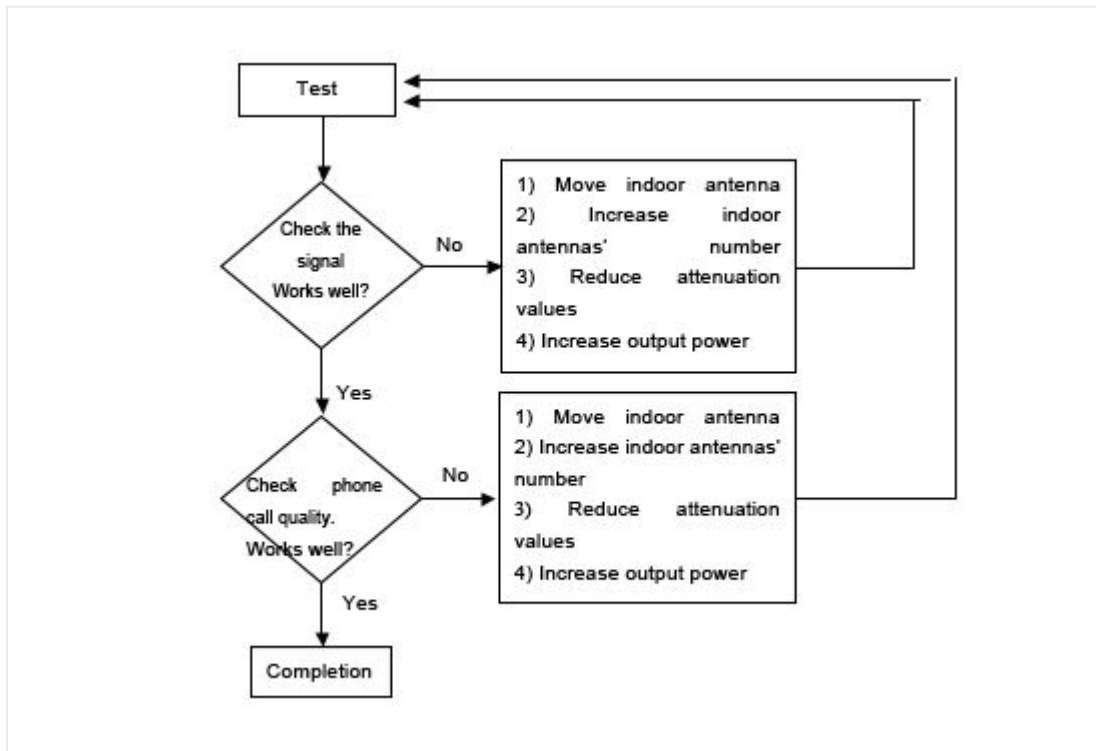 Test
Check the
signal
Works well?
No
1) Move indoor antenna
2) Increase indoor
antennas' number
3) Reduce attenuation
values
4) Increase output power
Yes
Check phone
call quality.
Works well?
No
1) Move indoor antenna
2) Increase indoor antennas'
number
3) Reduce attenuation
values
4) Increase output power
Yes
Completion